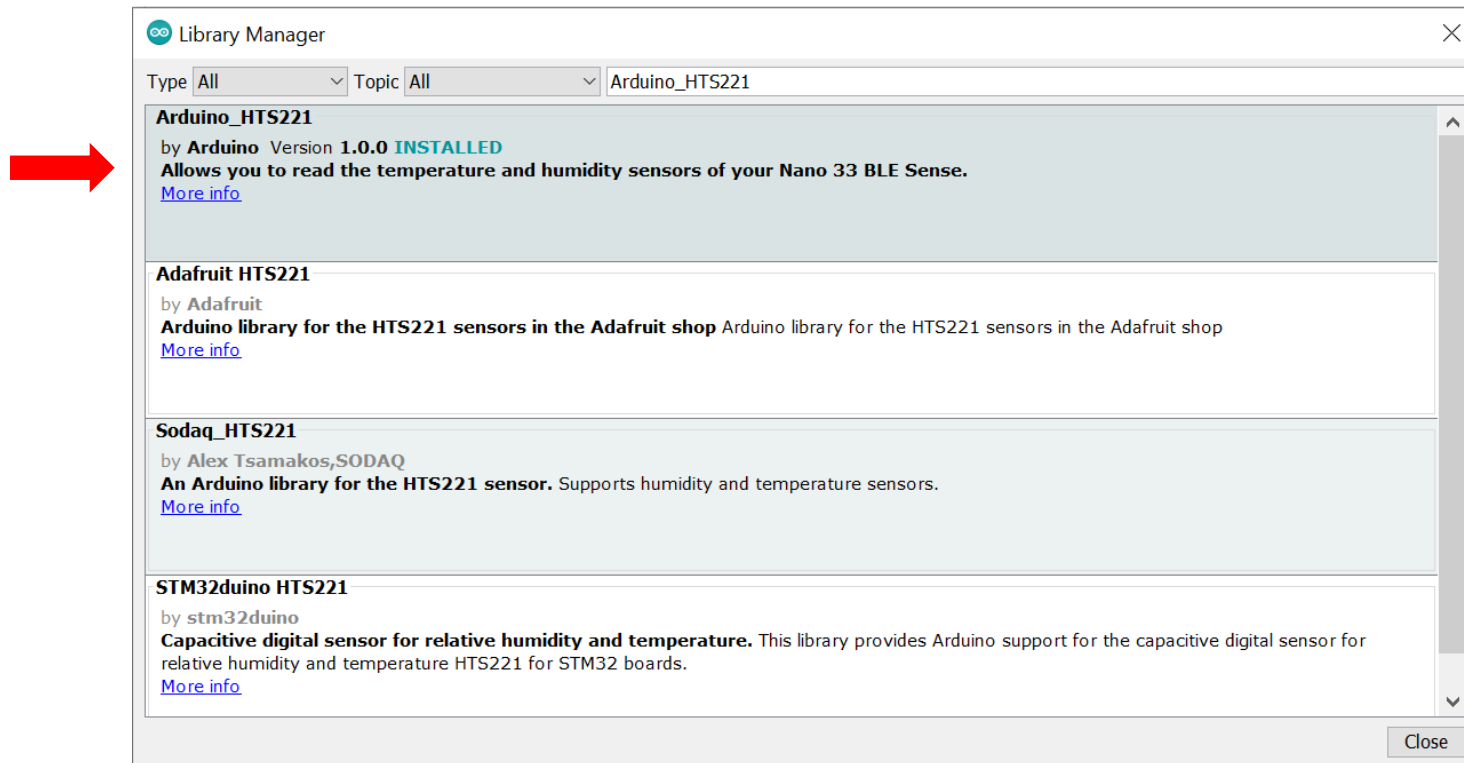 Library Manager
Type All Topic All Arduino_HTS221
Arduino_HTS221
by Arduino Version 1.0.0 INSTALLED
Allows you to read the temperature and humidity sensors of your Nano 33 BLE Sense.
More info
Adafruit HTS221
by Adafruit
Arduino library for the HTS221 sensors in the Adafruit shop Arduino library for the HTS221 sensors in the Adafruit shop
More info
Sodaq_HTS221
by Alex Tsamakos,SODAQ
An Arduino library for the HTS221 sensor. Supports humidity and temperature sensors.
More info
STM32duino HTS221
by stm32duino
Capacitive digital sensor for relative humidity and temperature. This library provides Arduino support for the capacitive digital sensor for
relative humidity and temperature HTS221 for STM32 boards.
More info
Close